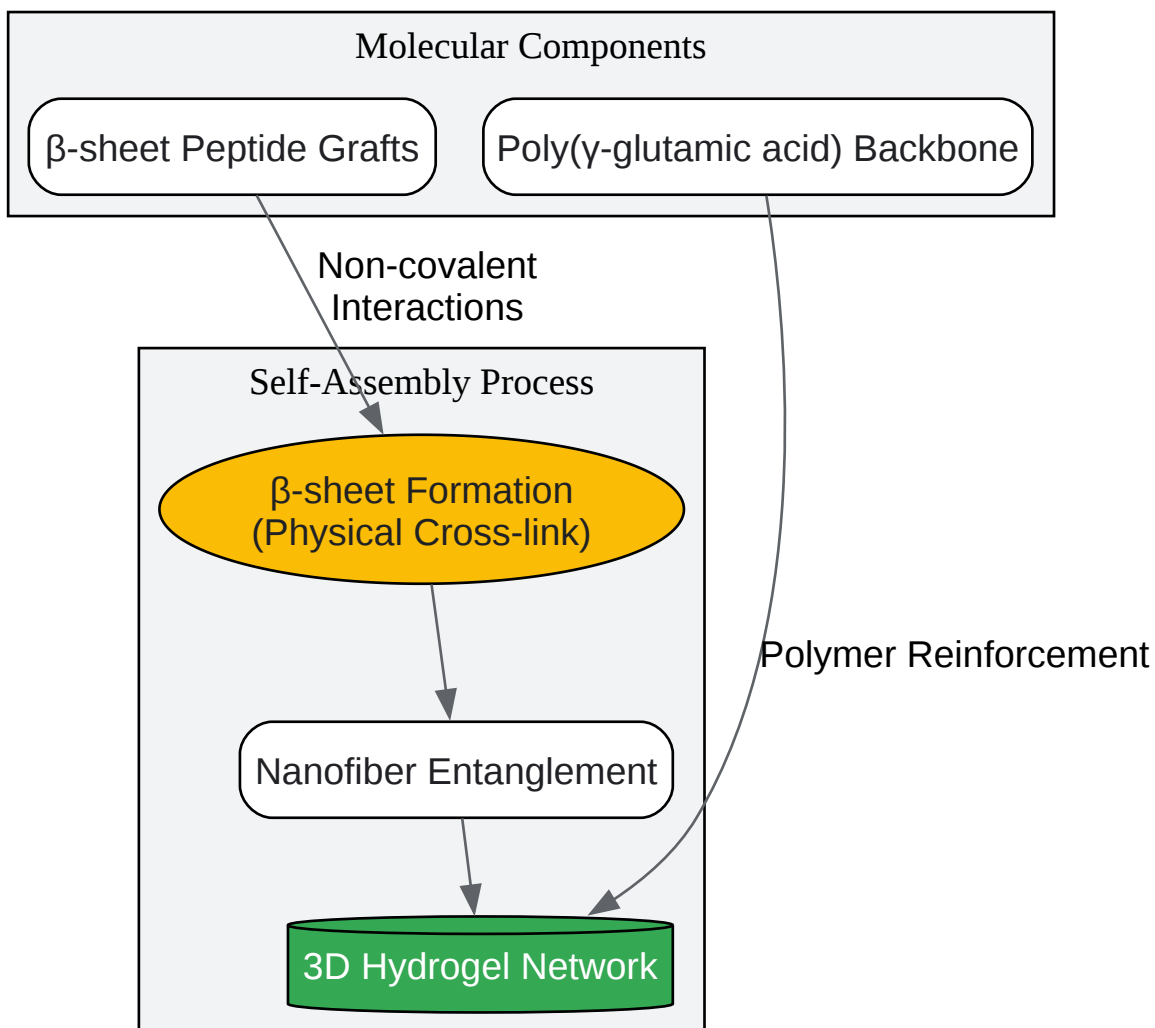 Molecular Components
β-sheet Peptide Grafts
Poly(γ-glutamic acid) Backbone
Non-covalent
Interactions
Self-Assembly Process
β-sheet Formation
(Physical Cross-link)
Polymer Reinforcement
Nanofiber Entanglement
3D Hydrogel Network